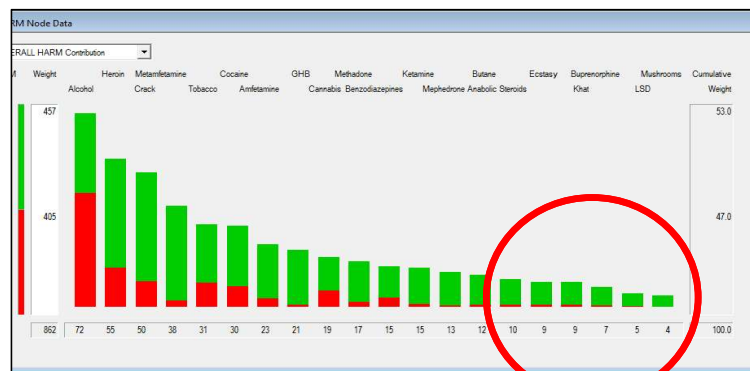 RM Node Data
ERALL HARM Contribution
M Weight Heroin Metamfetamine Cocaine GHB Methadone Ketamine Butane Ecstasy Buprenorphine Mushrooms Cumulative
Alcohol Crack Tobacco Amfetamine Cannabis Benzodiazepines Mephedrone Anabolic Steroids Khat LSD Weight
457 53.0
405 47.0
862 72 55 50 38 31 30 23 21 19 17 15 15 13 12 10 9 9 7 5 4 100.0